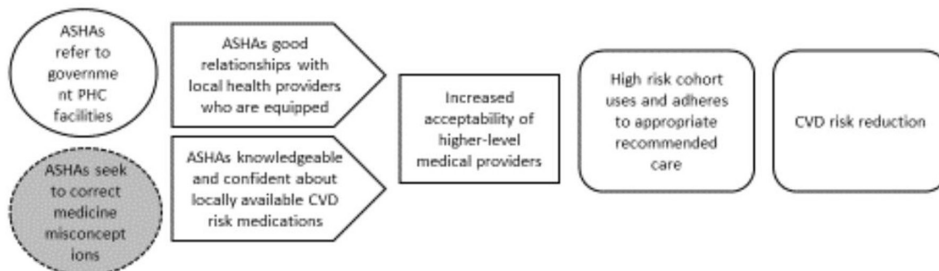 ASHAs
refer to
governme
nt PHC
facilities
ASHAs good
relationships with
local health providers
who are equipped
ASHAs seek
to correct
medicine
misconcept
ions
ASHAs knowledgeable
and confident about
locally available CVD
risk medications
Increased
acceptability of
higher-level
medical providers
High risk cohort
uses and adheres
to appropriate
recommended
care
CVD risk reduction